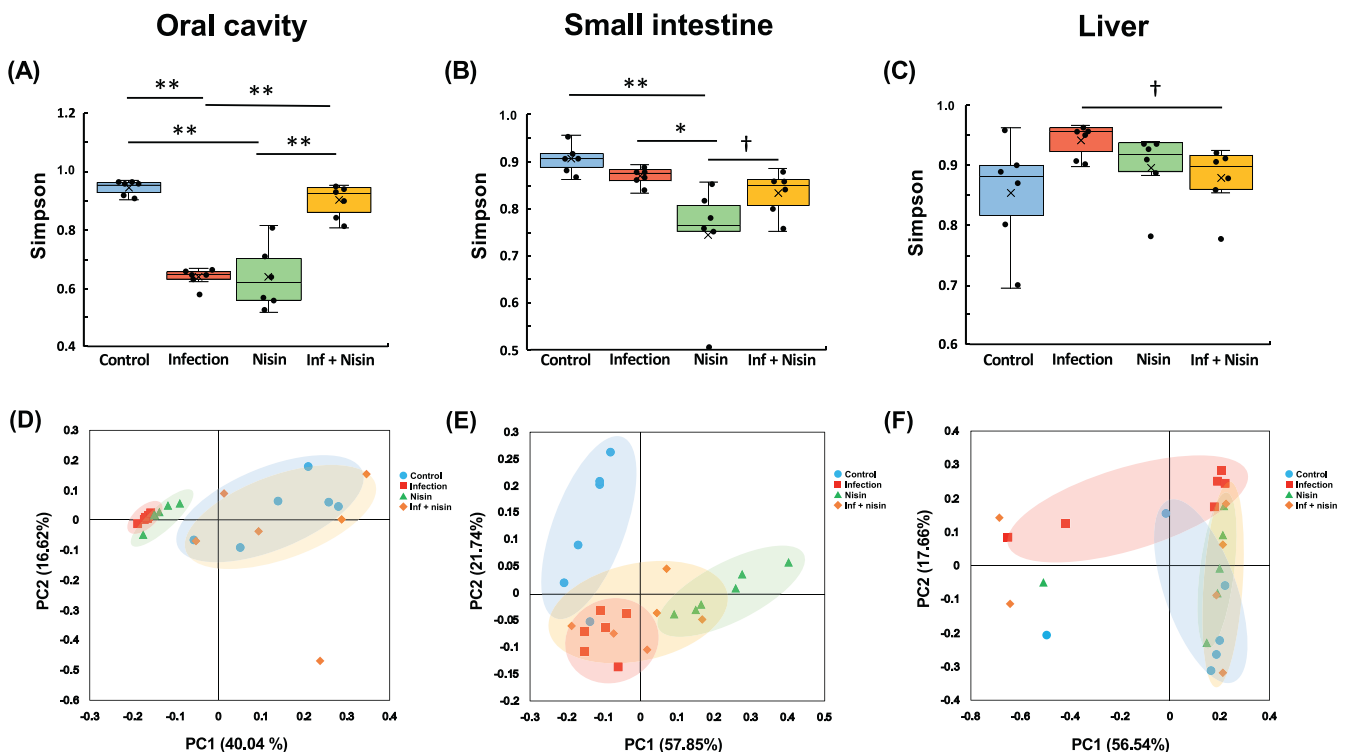 Oral cavity
Small intestine
Liver
(A)
(B)
(C)
** 
**
**
**
Simpson
1.2
1.0
0.8
0.6
0.4
Control Infection Nisin Inf + Nisin
**
*
†
Simpson
1.0
0.9
0.8
0.7
0.6
0.5
Control Infection Nisin Inf + Nisin
†
Simpson
1.0
0.9
0.8
0.7
0.6
Control Infection Nisin Inf + Nisin
(D)
PC2 (16.62%)
0.3
0.2
0.1
0
-0.1
-0.2
-0.3
-0.4
-0.5
-0.6
-0.3 -0.2 -0.1 0 0.1 0.2 0.3 0.4
PC1 (40.04 %)
Control
Infection
Nisin
Inf + nisin
(E)
PC2 (21.74%)
0.3
0.25
0.2
0.15
0.1
0.05
0
-0.05
-0.1
-0.15
-0.2
-0.3 -0.2 -0.1 0 0.1 0.2 0.3 0.4 0.5
PC1 (57.85%)
Control
Infection
Nisin
Inf + nisin
(F)
PC2 (17.66%)
0.4
0.3
0.2
0.1
0
-0.1
-0.2
-0.3
-0.4
-0.8 -0.6 -0.4 -0.2 0 0.2 0.4
PC1 (56.54%)
Control
Infection
Nisin
Inf + nisin